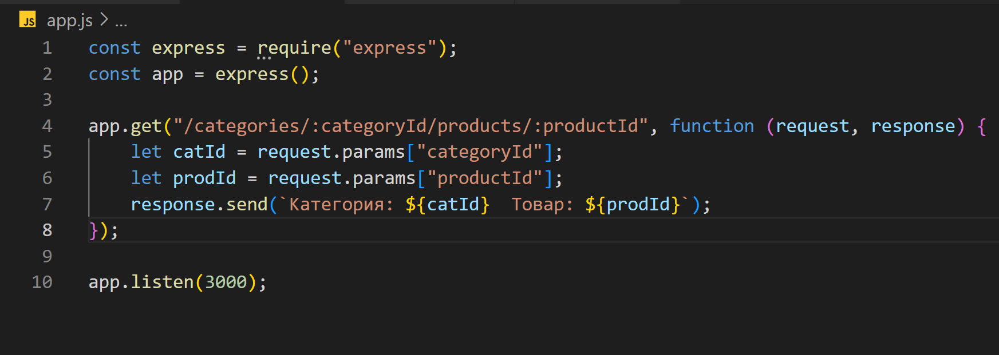 JS app.js > ...
1 const express = require("express");
2 const app = express();
3
4 app.get("/categories/:categoryId/products/:productId", function (request, response) {
5     let catId = request.params["categoryId"];
6     let prodId = request.params["productId"];
7     response.send(`Категория: ${catId}  Товар: ${prodId}`);
8 });
9
10 app.listen(3000);